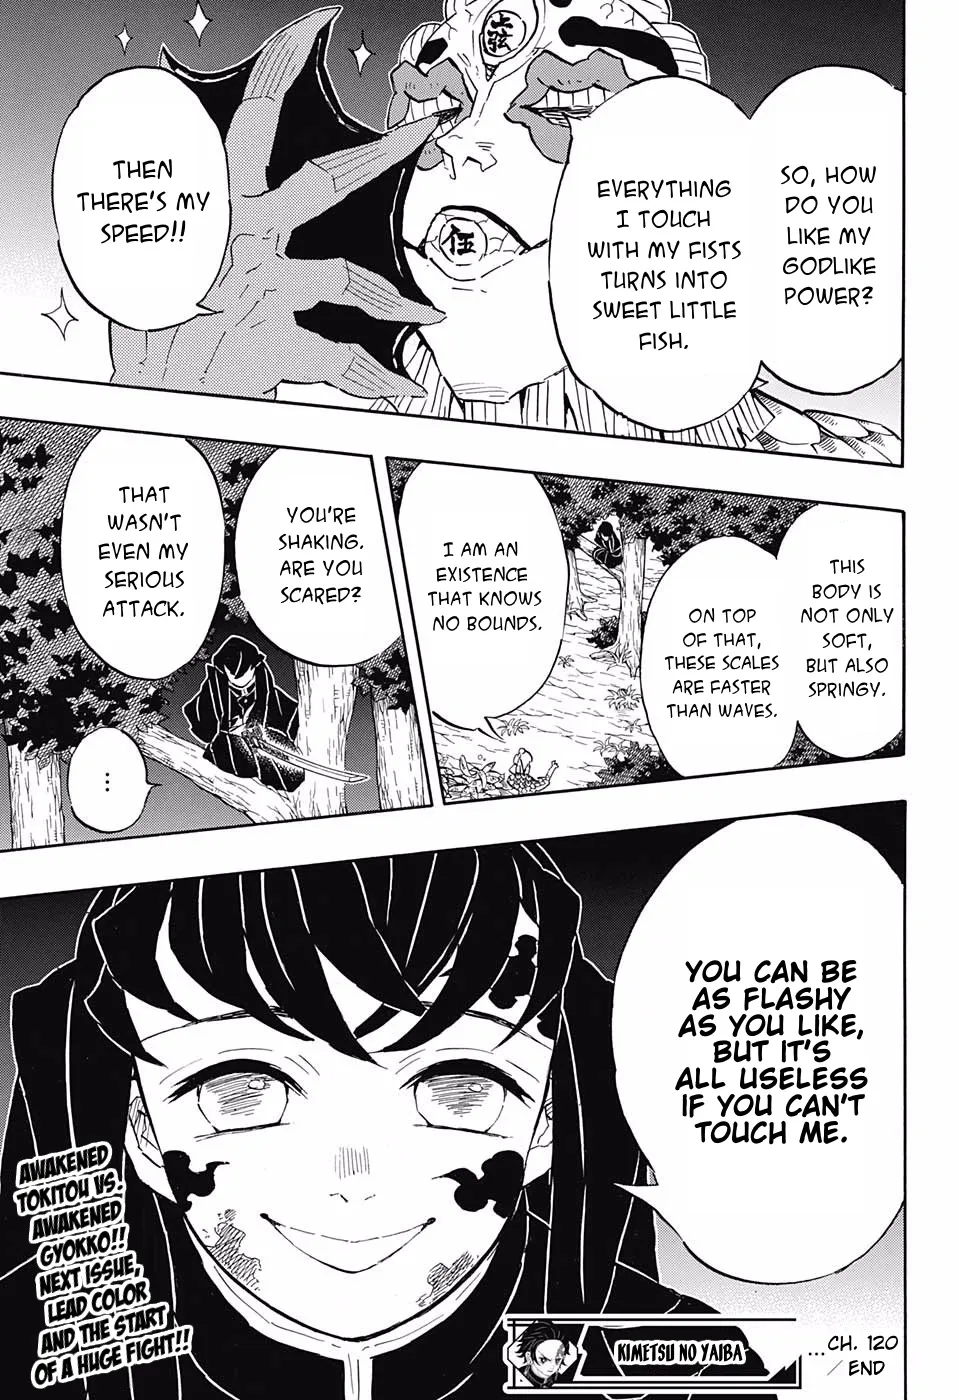 SO, HOW
DO YOU
LIKE MY
GODLIKE
POWER?
EVERYTHING
I TOUCH
WITH MY FISTS
TURNS INTO
SWEET LITTLE
FISH.
上弦
伍
THEN
THERE'S MY
SPEED!!
THIS
BODY IS
NOT ONLY
SOFT,
BUT ALSO
SPRINGY.
ON TOP
OF THAT,
THESE SCALES
ARE FASTER
THAN WAVES.
I AM AN
EXISTENCE
THAT KNOWS
NO BOUNDS.
YOU'RE
SHAKING.
ARE YOU
SCARED?
THAT
WASN'T
EVEN MY
SERIOUS
ATTACK.
...
YOU CAN BE
AS FLASHY
AS YOU LIKE,
BUT IT'S
ALL USELESS
IF YOU CAN'T
TOUCH ME.
AWAKENED
TOKITOU VS.
AWAKENED
GYOKKO!!
NEXT ISSUE,
LEAD COLOR
AND THE START
OF A HUGE FIGHT!!
KIMETSU NO YAIBA
...CH. 120
/ END